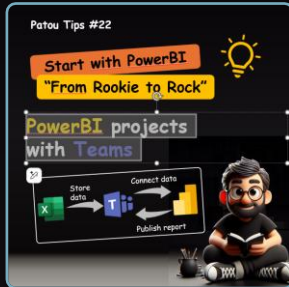 Patou Tips #22
Start with PowerBI
"From Rookie to Rock"
PowerBI projects
with Teams
Store
data
Connect data
Publish report